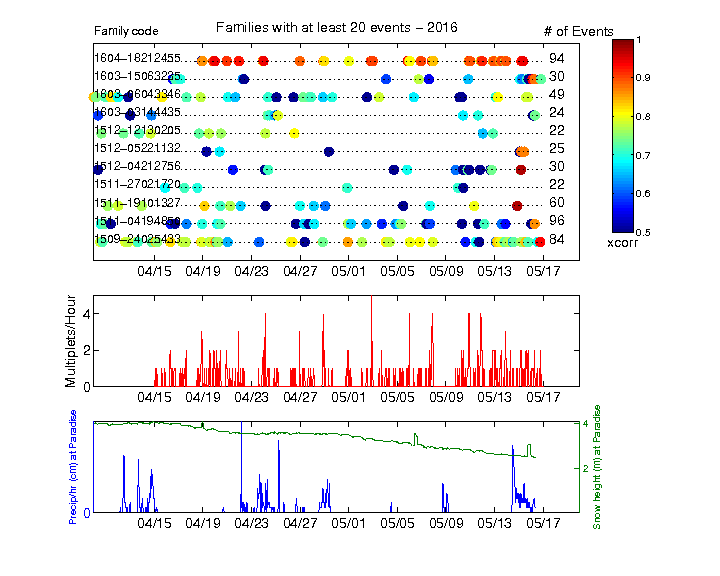 Family code
Families with at least 20 events – 2016
# of Events
1604–16212455 94
1603–15063225 30
49
24
1512–12130205 22
1512–05221132 25
1512–04212756 30
1511–27021720 22
1511–19101327 60
96
1509–24025433 84
1
0.9
0.8
0.7
0.6
0.5
xcorr
04/15 04/19 04/23 04/27 05/01 05/05 05/09 05/13 05/17
Multiplets/Hour
4
2
0
04/15 04/19 04/23 04/27 05/01 05/05 05/09 05/13 05/17
Precip/hr (cm) at Paradise
0
4
2
Snow height (m) at Paradise
04/15 04/19 04/23 04/27 05/01 05/05 05/09 05/13 05/17